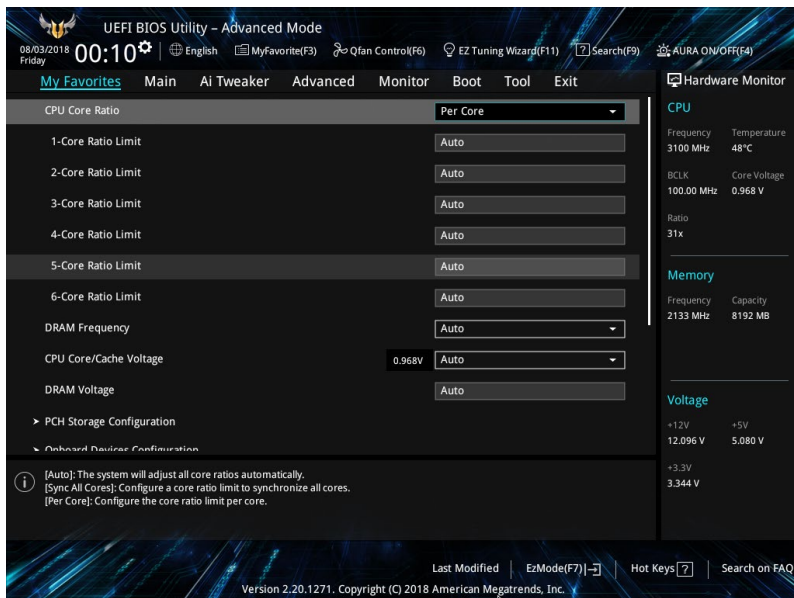 UEFI BIOS Utility – Advanced Mode
08/03/2018 Friday 00:10 English MyFavorite(F3) Qfan Control(F6) EZ Tuning Wizard(F11) Search(F9) AURA ON/OFF(F4)
My Favorites Main Ai Tweaker Advanced Monitor Boot Tool Exit
CPU Core Ratio Per Core
1-Core Ratio Limit Auto
2-Core Ratio Limit Auto
3-Core Ratio Limit Auto
4-Core Ratio Limit Auto
5-Core Ratio Limit Auto
6-Core Ratio Limit Auto
DRAM Frequency Auto
CPU Core/Cache Voltage 0.968V Auto
DRAM Voltage Auto
PCH Storage Configuration
Onboard Devices Configuration
[Auto]: The system will adjust all core ratios automatically.
[Sync All Cores]: Configure a core ratio limit to synchronize all cores.
[Per Core]: Configure the core ratio limit per core.
Hardware Monitor
CPU
Frequency Temperature
3100 MHz 48°C
BCLK Core Voltage
100.00 MHz 0.968 V
Ratio
31x
Memory
Frequency Capacity
2133 MHz 8192 MB
Voltage
+12V +5V
12.096 V 5.080 V
+3.3V
3.344 V
Last Modified EzMode(F7) Hot Keys ? Search on FAQ
Version 2.20.1271. Copyright (C) 2018 American Megatrends, Inc.